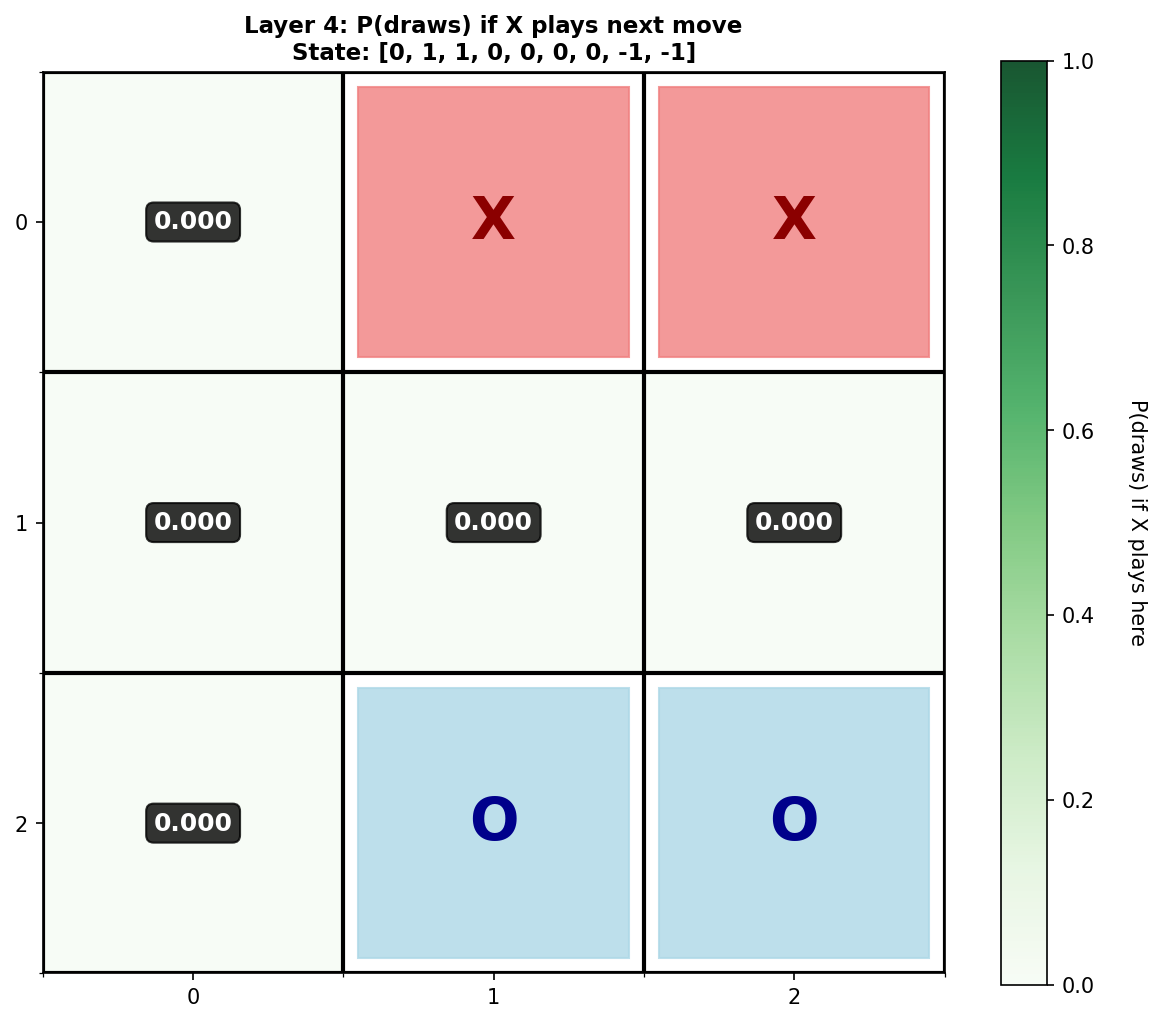 Layer 4: P(draws) if X plays next move
State: [0, 1, 1, 0, 0, 0, 0, -1, -1]
0
0.000
X
X
1
0.000
0.000
0.000
2
0.000
O
O
0
1
2
1.0
0.8
0.6
0.4
0.2
0.0
P(draws) if X plays here